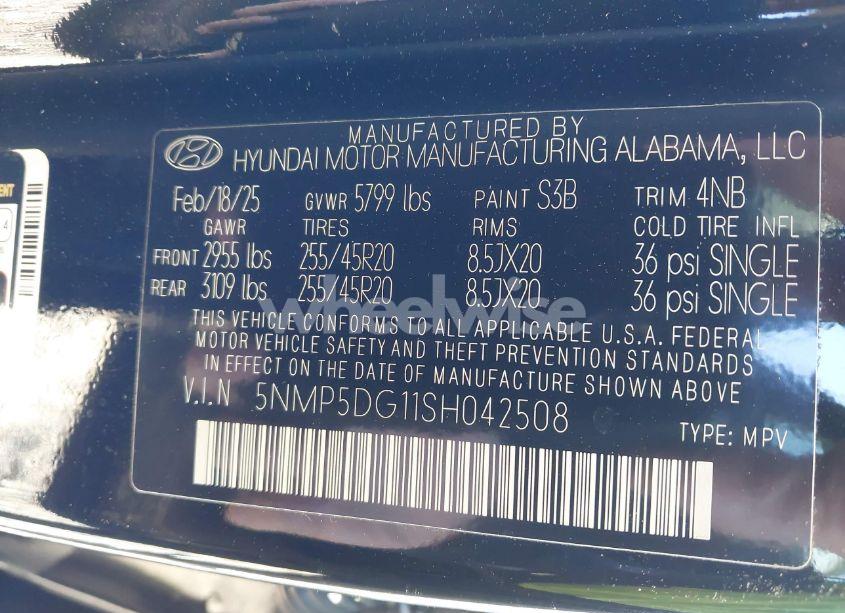 MANUFACTURED BY
HYUNDAI MOTOR MANUFACTURING ALABAMA, LLC
Feb/18/25 GVWR 5799 lbs PAINT S3B TRIM 4NB
GAWR TIRES RIMS COLD TIRE INFL
FRONT 2955 lbs 255/45R20 8.5JX20 36 psi SINGLE
REAR 3109 lbs 255/45R20 8.5JX20 36 psi SINGLE
wheelwise
THIS VEHICLE CONFORMS TO ALL APPLICABLE U.S.A. FEDERAL
MOTOR VEHICLE SAFETY AND THEFT PREVENTION STANDARDS
IN EFFECT ON THE DATE OF MANUFACTURE SHOWN ABOVE
V.I.N 5NMP5DG11SH042508
TYPE: MPV
4